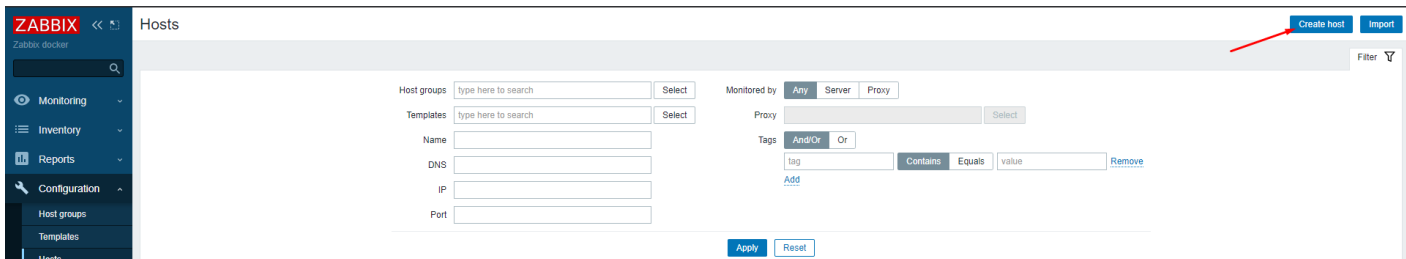 ZABBIX
Zabbix docker
Monitoring
Inventory
Reports
Configuration
Host groups
Templates
Hosts
Hosts
Create host Import
Filter
Host groups type here to search Select Monitored by Any Server Proxy
Templates type here to search Select Proxy Select
Name Tags And/Or Or
DNS tag Contains Equals value Remove
Add
IP
Port
Apply Reset